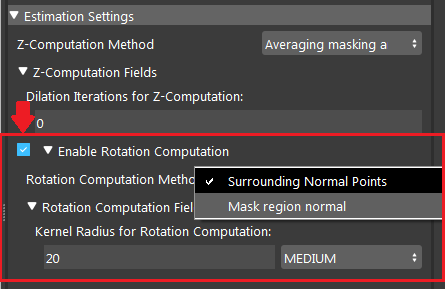 Estimation Settings
Z-Computation Method Averaging masking a
Z-Computation Fields
Dilation Iterations for Z-Computation:
0
Enable Rotation Computation
Rotation Computation Metho
Surrounding Normal Points
Rotation Computation Fiel
Mask region normal
Kernel Radius for Rotation Computation:
20 MEDIUM